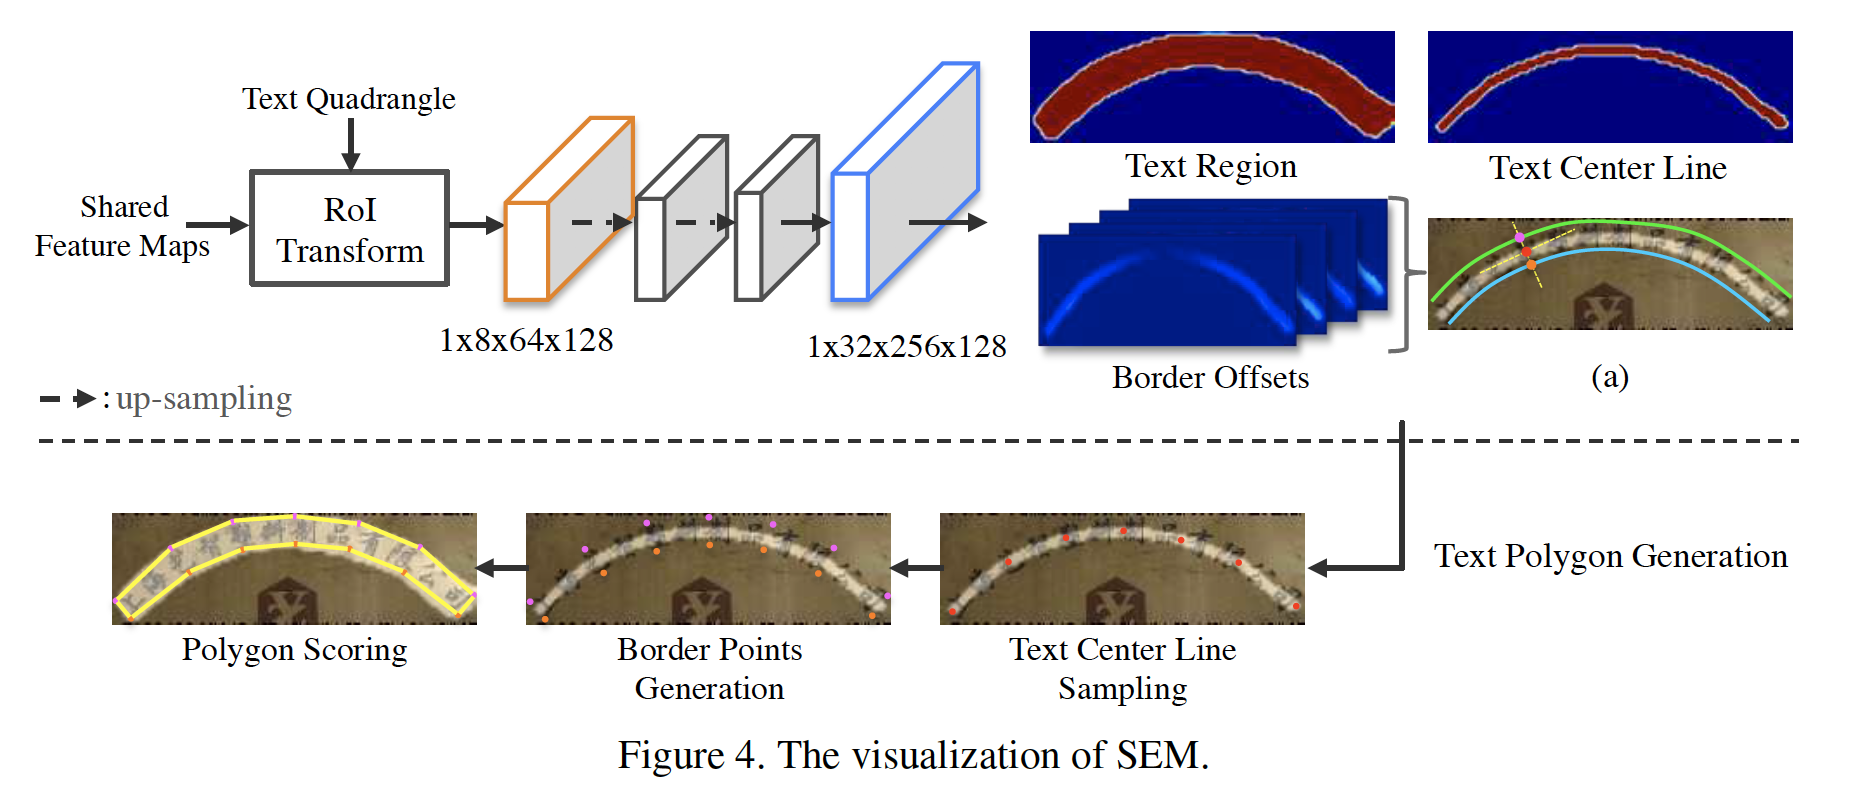 Text Quadrangle
Shared
Feature Maps
RoI
Transform
1x8x64x128
1x32x256x128
Text Region
Text Center Line
Border Offsets
(a)
: up-sampling
Text Polygon Generation
Polygon Scoring
Border Points
Generation
Text Center Line
Sampling
Figure 4. The visualization of SEM.